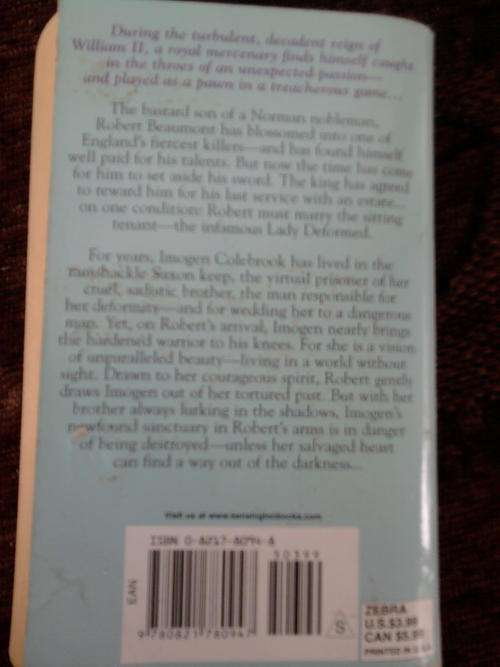 During the turbulent, decadent reign of
William II, a royal mercenary finds himself caught
in the throes of an unexpected passion—
and played as a pawn in a treacherous game...
The bastard son of a Norman nobleman,
Robert Beaumont has blossomed into one of
England's fiercest killers—and has found himself
well paid for his talents. But now the time has come
for him to set aside his sword. The king has agreed
to reward him for his last service with an estate...
on one condition: Robert must marry the sitting
tenant—the infamous Lady Deformed.
For years, Imogen Colebrook has lived in the
ramshackle Saxon keep, the virtual prisoner of her
cruel, sadistic brother, the man responsible for
her deformity—and for wedding her to a dangerous
man. Yet, on Robert's arrival, Imogen nearly brings
the hardened warrior to his knees. For she is a vision
of unparalleled beauty—living in a world without
sight. Drawn to her courageous spirit, Robert gently
draws Imogen out of her tortured past. But with her
brother always lurking in the shadows, Imogen's
newfound sanctuary in Robert's arms is in danger
of being destroyed—unless her salvaged heart
can find a way out of the darkness...
Visit us at www.kensingtonbooks.com
ISBN 0-8217-8094-6
50399
EAN
9 780821 780947
S
ZEBRA
U.S.$3.99
CAN $5.99
PRINTED IN U.S.A.